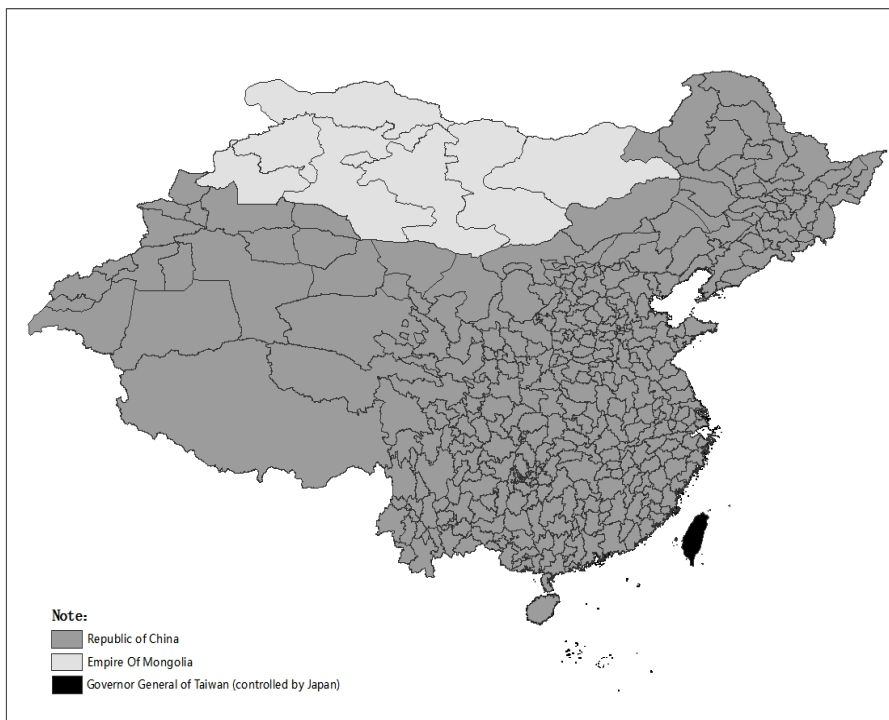 Note:
Republic of China
Empire Of Mongolia
Governor General of Taiwan (controlled by Japan)